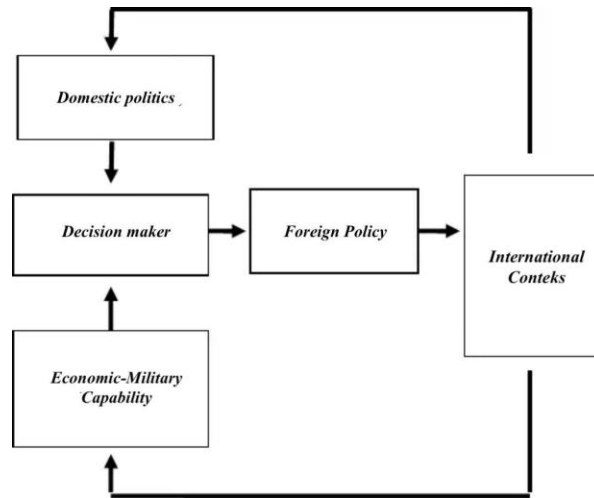 Domestic politics
Decision maker
Foreign Policy
International
Conteks
Economic-Military
Capability